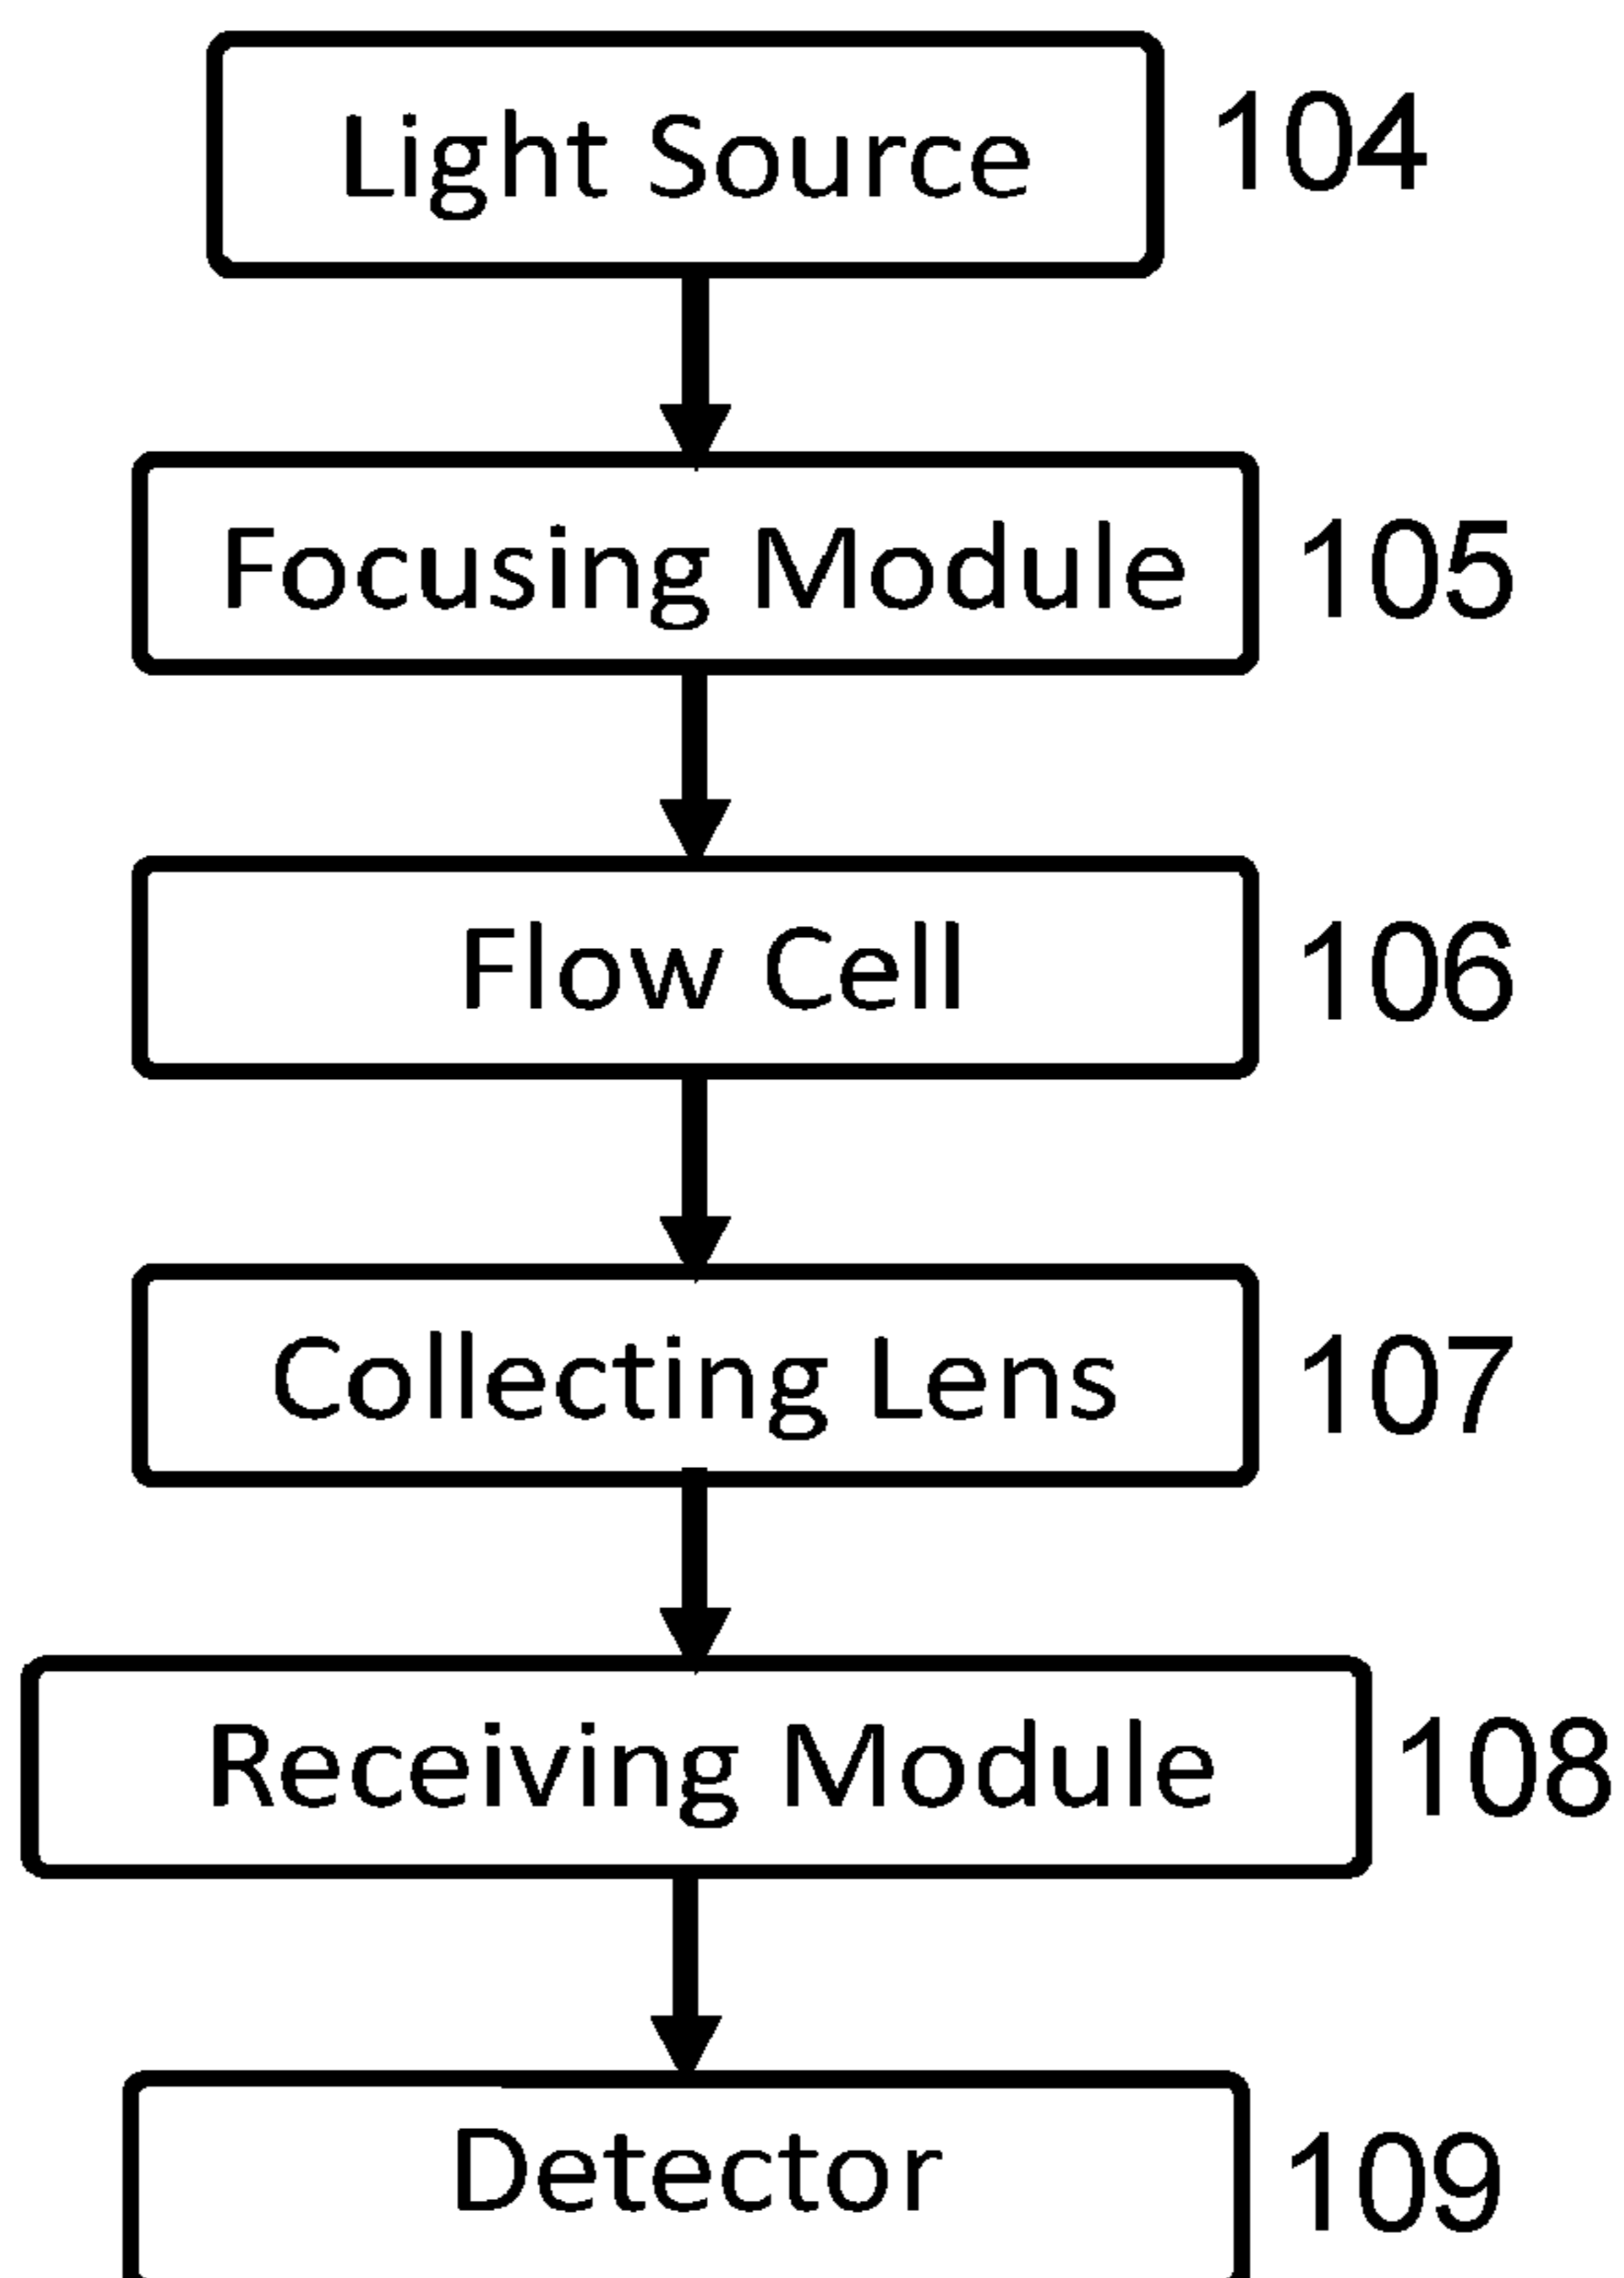 Light Source 104
Focusing Module 105
Flow Cell 106
Collecting Lens 107
Receiving Module 108
Detector 109